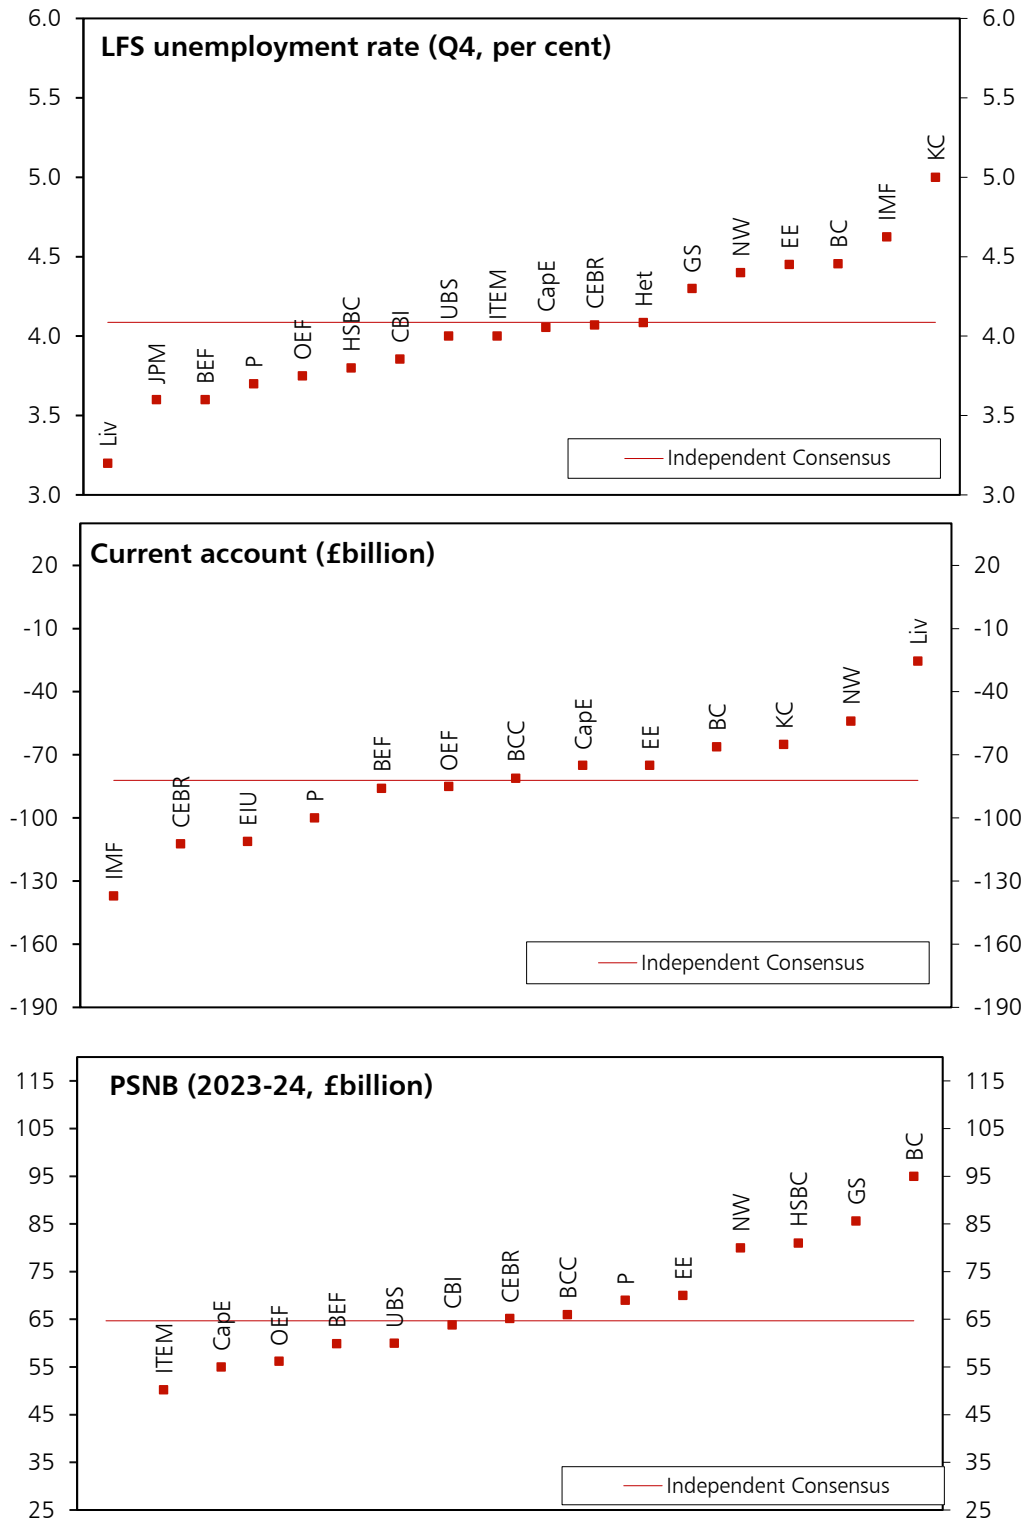 LFS unemployment rate (Q4, per cent)
6.0 6.0
5.5 5.5
5.0 5.0
4.5 4.5
4.0 4.0
3.5 3.5
3.0 3.0
Liv JPM BEF P OEF HSBC CBI UBS ITEM CapE CEBR Het GS NW EE BC IMF KC
Independent Consensus
Current account (£billion)
20 20
-10 -10
-40 -40
-70 -70
-100 -100
-130 -130
-160 -160
-190 -190
IMF CEBR EIU P BEF OEF BCC CapE EE BC KC NW Liv
Independent Consensus
PSNB (2023-24, £billion)
115 115
105 105
95 95
85 85
75 75
65 65
55 55
45 45
35 35
25 25
ITEM CapE OEF BEF UBS CBI CEBR BCC P EE NW HSBC GS BC
Independent Consensus